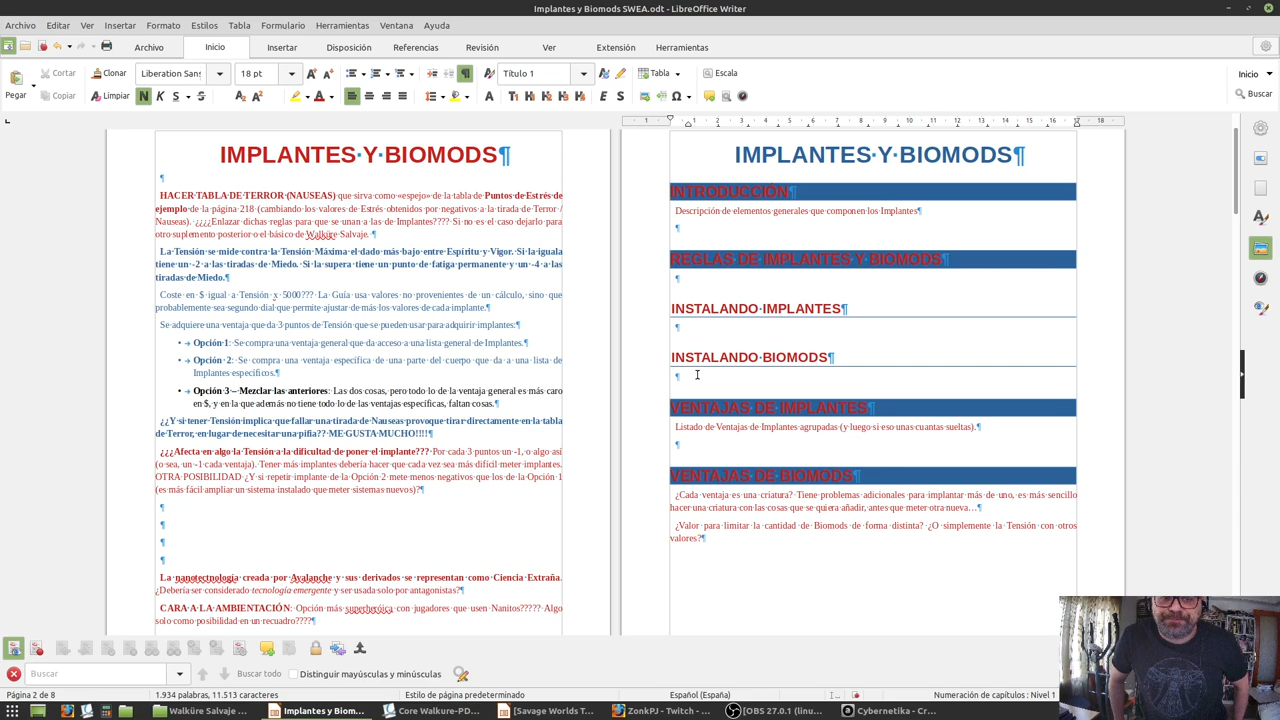 Implantes y Biomods SWEA.odt - LibreOffice Writer
Archivo Editar Ver Insertar Formato Estilos Tabla Formulario Herramientas Ventana Ayuda
Archivo Inicio Insertar Disposición Referencias Revisión Ver Extensión Herramientas
Cortar Clonar Liberation Sans 18 pt Título 1 Tabla Escala Inicio
Pegar Copiar Limpiar Buscar
1 1 2 3 4 5 6 7 8 9 10 11 12 13 14 15 16 17 18
IMPLANTES·Y·BIOMODS¶
¶
HACER·TABLA·DE·TERROR·(NAUSEAS)·que·sirva·como·«espejo»·de·la·tabla·de·Puntos·de·Estrés·de·
ejemplo·de·la·página·218·(cambiando·los·valores·de·Estrés·obtenidos·por·negativos·a·la·tirada·de·Terror·/
Nauseas).·¿¿¿¿Enlazar·dichas·reglas·para·que·se·unan·a·las·de·Implantes????·Si·no·es·el·caso·dejarlo·para·
otro·suplemento·posterior·o·el·básico·de·Walküre·Salvaje.·¶
La·Tensión·se·mide·contra·la·Tensión·Máxima·el·dado·más·bajo·entre·Espíritu·y·Vigor.·Si·la·iguala·
tiene·un·-2·a·las·tiradas·de·Miedo.·Si·la·supera·tiene·un·punto·de·fatiga·permanente·y·un·-4·a·las·
tiradas·de·Miedo.¶
Coste·en·$·igual·a·Tensión·x·5000???·La·Guía·usa·valores·no·provenientes·de·un·cálculo,·sino·que·
probablemente·sea·segundo·dial·que·permite·ajustar·de·más·los·valores·de·cada·implante.¶
Se·adquiere·una·ventaja·que·da·3·puntos·de·Tensión·que·se·pueden·usar·para·adquirir·implantes:¶
• Opción·1:·Se·compra·una·ventaja·general·que·da·acceso·a·una·lista·general·de·Implantes.¶
• Opción·2:·Se·compra·una·ventaja·específica·de·una·parte·del·cuerpo·que·da·a·una·lista·de·
Implantes·específicos.¶
• Opción·3·–·Mezclar·las·anteriores:·Las·dos·cosas,·pero·todo·lo·de·la·ventaja·general·es·más·caro·
en·$,·y·en·la·que·además·no·tiene·todo·lo·de·las·ventajas·específicas,·faltan·cosas.¶
¿¿Y·si·tener·Tensión·implica·que·fallar·una·tirada·de·Nauseas·provoque·tirar·directamente·en·la·tabla·
de·Terror,·en·lugar·de·necesitar·una·pifia??·ME·GUSTA·MUCHO!!!!¶
¿¿¿Afecta·en·algo·la·Tensión·a·la·dificultad·de·poner·el·implante???·Por·cada·3·puntos·un·-1,·o·algo·así·
(o·sea,·un·-1·cada·ventaja).·Tener·más·implantes·debería·hacer·que·cada·vez·sea·más·difícil·meter·implantes.·
OTRA·POSIBILIDAD·¿Y·si·repetir·implante·de·la·Opción·2·mete·menos·negativos·que·los·de·la·Opción·1·
(es·más·fácil·ampliar·un·sistema·instalado·que·meter·sistemas·nuevos)?¶
¶
¶
¶
¶
La·nanotectnologia·creada·por·Avalanche·y·sus·derivados·se·representan·como·Ciencia·Extraña.·
¿Debería·ser·considerado·tecnología·emergente·y·ser·usada·solo·por·antagonistas?¶
CARA·A·LA·AMBIENTACIÓN:·Opción·más·superheróica·con·jugadores·que·usen·Nanitos?????·Algo·
solo·como·posibilidad·en·un·recuadro????¶
IMPLANTES·Y·BIOMODS¶
INTRODUCCIÓN¶
Descripción·de·elementos·generales·que·componen·los·Implantes¶
¶
REGLAS·DE·IMPLANTES·Y·BIOMODS¶
¶
INSTALANDO·IMPLANTES¶
¶
INSTALANDO·BIOMODS¶
¶
VENTAJAS·DE·IMPLANTES¶
Listado·de·Ventajas·de·Implantes·agrupadas·(y·luego·si·eso·unas·cuantas·sueltas).¶
¶
VENTAJAS·DE·BIOMODS¶
¿Cada·ventaja·es·una·criatura?·Tiene·problemas·adicionales·para·implantar·más·de·uno,·es·más·sencillo·
hacer·una·criatura·con·las·cosas·que·se·quiera·añadir,·antes·que·meter·otra·nueva…¶
¿Valor·para·limitar·la·cantidad·de·Biomods·de·forma·distinta?·¿O·simplemente·la·Tensión·con·otros·
valores?¶
Buscar Buscar todo Distinguir mayúsculas y minúsculas
Página 2 de 8 1.934 palabras, 11.513 caracteres Estilo de página predeterminado Español (España) Numeración de capítulos : Nivel 1
Walküre Salvaje Implantes y Biom... Core Walkure-PD... [Savage Worlds T... ZonkPJ - Twitch - ... [OBS 27.0.1 (linu... Cybernetika - Cr...